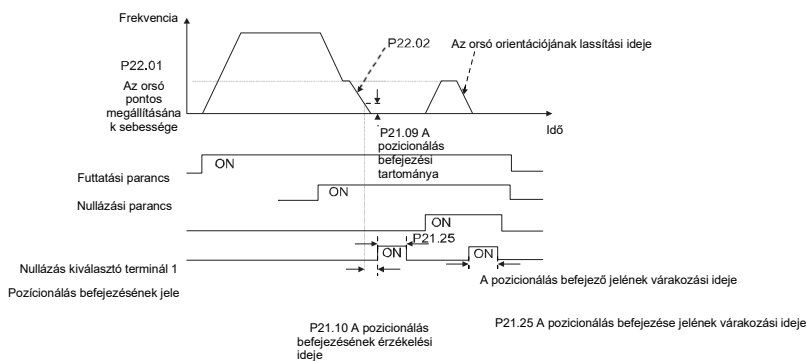 Frekvencia
P22.02
Az orsó orientációjának lassítási ideje
P22.01
Az orsó
pontos
megállításána
k sebessége
Idő
P21.09 A
pozicionálás
befejezési
tartománya
ON
Futtatási parancs
ON
Nullázási parancs
ON
P21.25
ON
ON
Nullázás kiválasztó terminál 1
A pozicionálás befejező jelének várakozási ideje
Pozícionálás befejezésének jele
P21.10 A pozicionálás
befejezésének érzékelési
ideje
P21.25 A pozicionálás befejezése jelének várakozási ideje